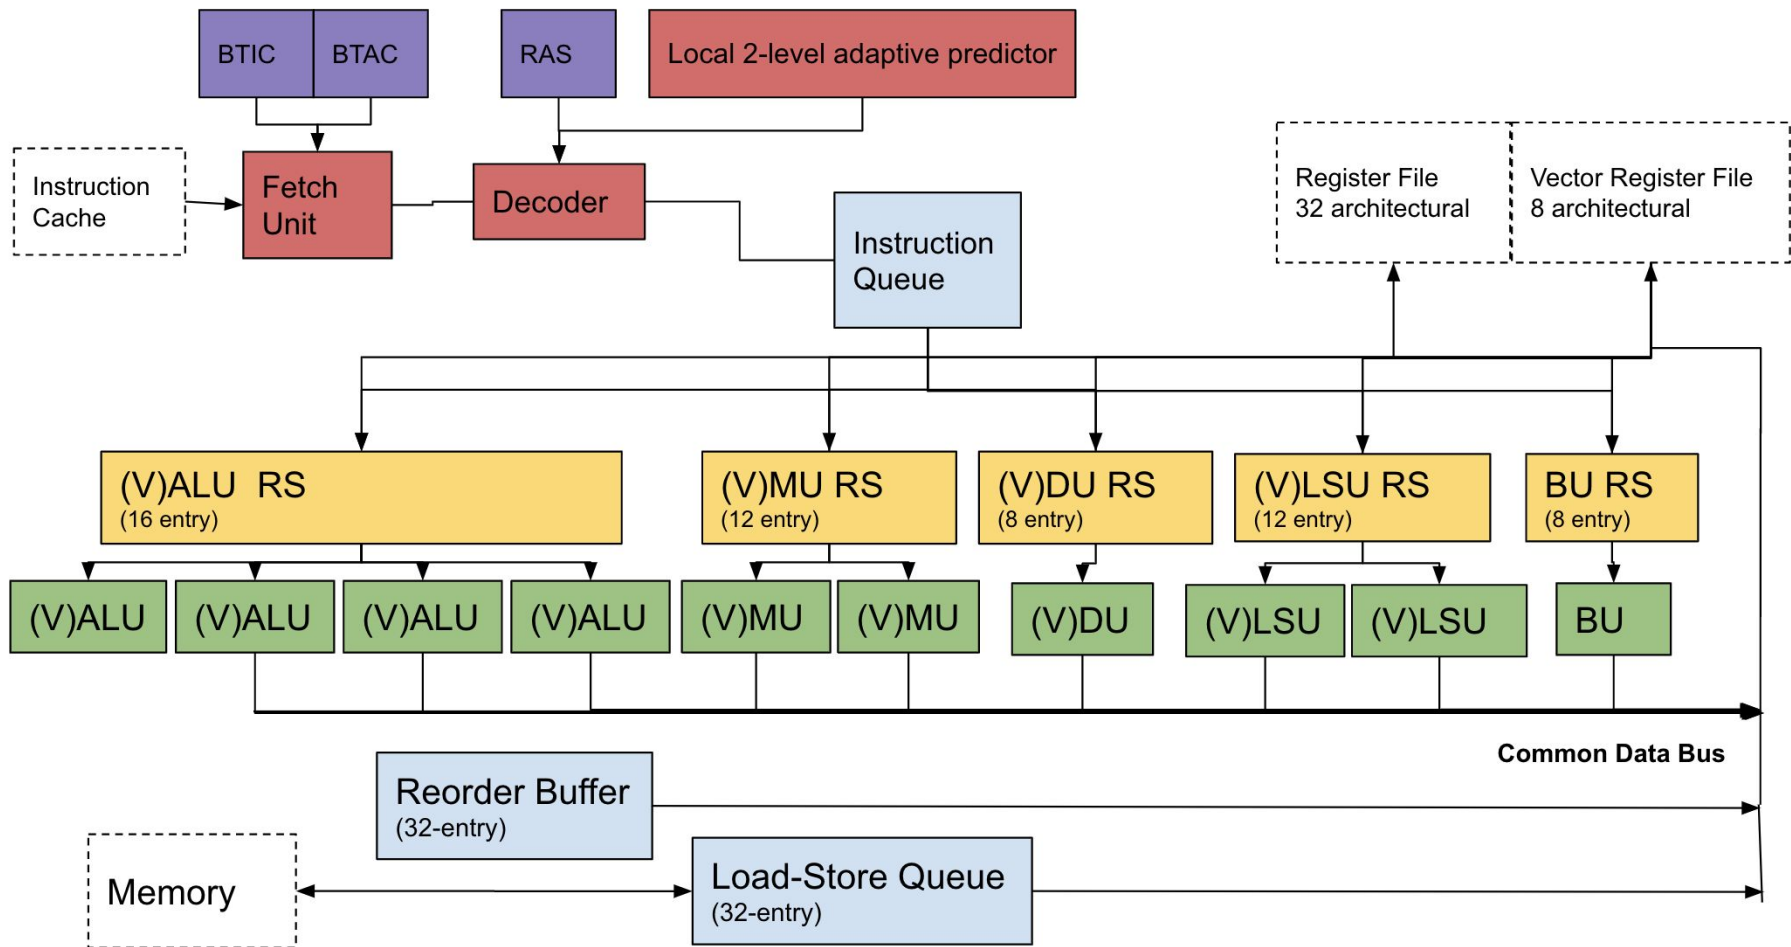 BTIC
BTAC
RAS
Local 2-level adaptive predictor
Instruction
Cache
Fetch
Unit
Decoder
Instruction
Queue
Register File
32 architectural
Vector Register File
8 architectural
(V)ALU  RS
(16 entry)
(V)MU RS
(12 entry)
(V)DU RS
(8 entry)
(V)LSU RS
(12 entry)
BU RS
(8 entry)
(V)ALU
(V)ALU
(V)ALU
(V)ALU
(V)MU
(V)MU
(V)DU
(V)LSU
(V)LSU
BU
Common Data Bus
Reorder Buffer
(32-entry)
Memory
Load-Store Queue
(32-entry)